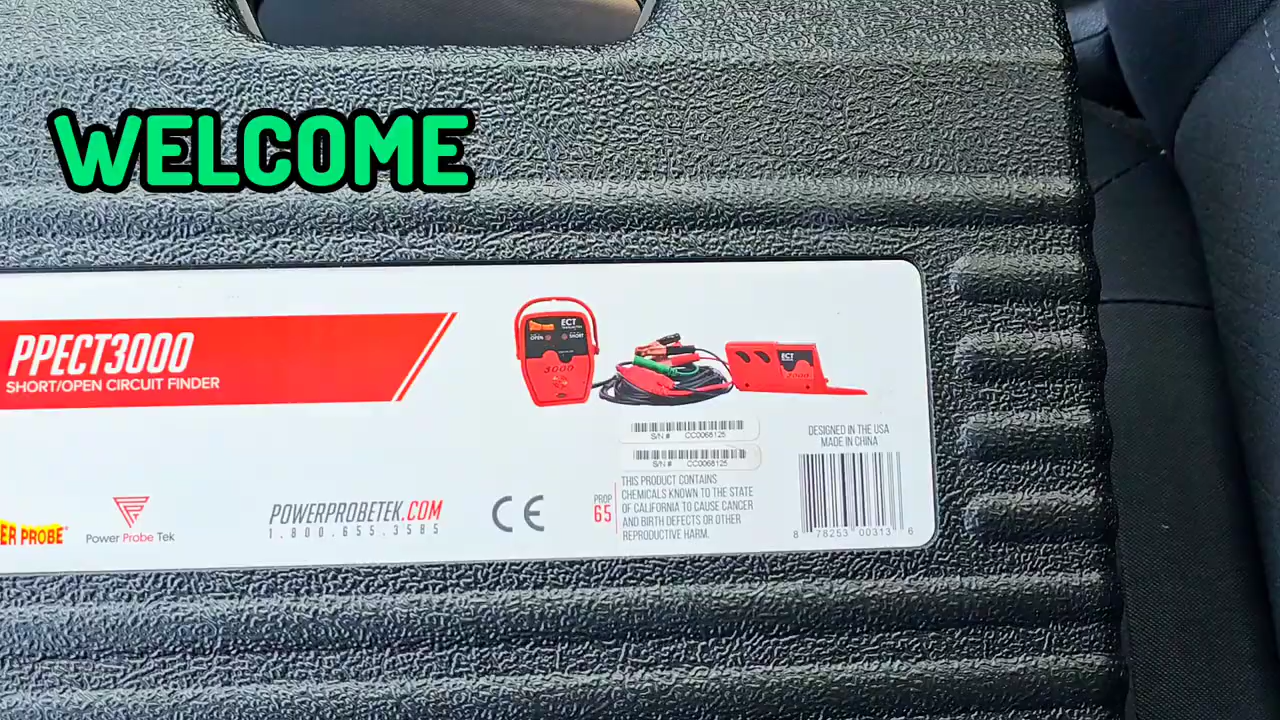 WELCOME
PPECT3000
SHORT/OPEN CIRCUIT FINDER
ECT
OPEN
SHORT
3000
ECT
3000
S/N # CC0068125
S/N # CC0068125
DESIGNED IN THE USA
MADE IN CHINA
ER PROBE
Power Probe Tek
POWERPROBETEK.COM
1.800.655.3585
CE
PROP
65
THIS PRODUCT CONTAINS
CHEMICALS KNOWN TO THE STATE
OF CALIFORNIA TO CAUSE CANCER
AND BIRTH DEFECTS OR OTHER
REPRODUCTIVE HARM.
8 78253 00313 6